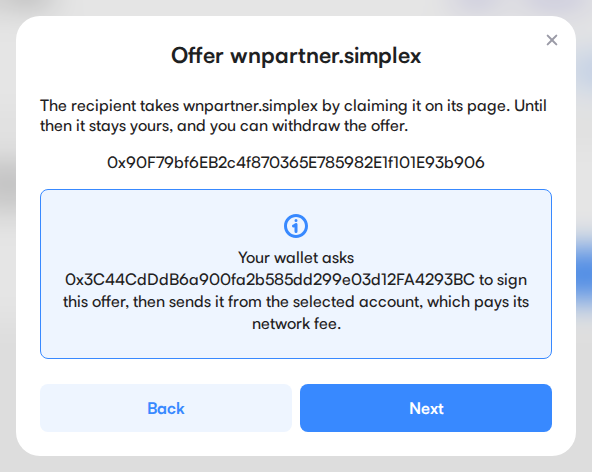 Offer wnpartner.simplex
The recipient takes wnpartner.simplex by claiming it on its page. Until
then it stays yours, and you can withdraw the offer.
0x90F79bf6EB2c4f870365E785982E1f101E93b906
Your wallet asks
0x3C44CdDdB6a900fa2b585dd299e03d12FA4293BC to sign
this offer, then sends it from the selected account, which pays its
network fee.
Back
Next